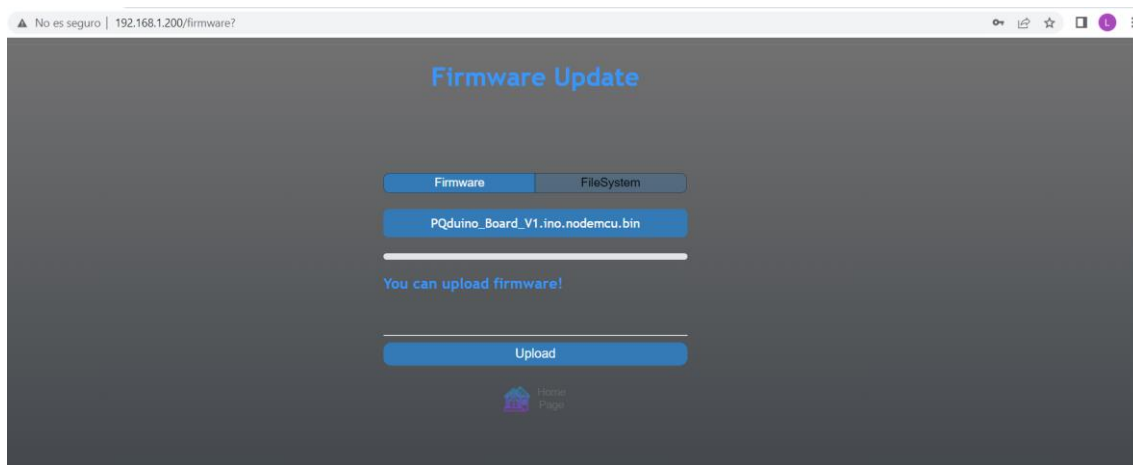 No es seguro | 192.168.1.200/firmware?
L
Firmware Update
Firmware FileSystem
PQduino_Board_V1.ino.nodemcu.bin
You can upload firmware!
Upload
Home
Page